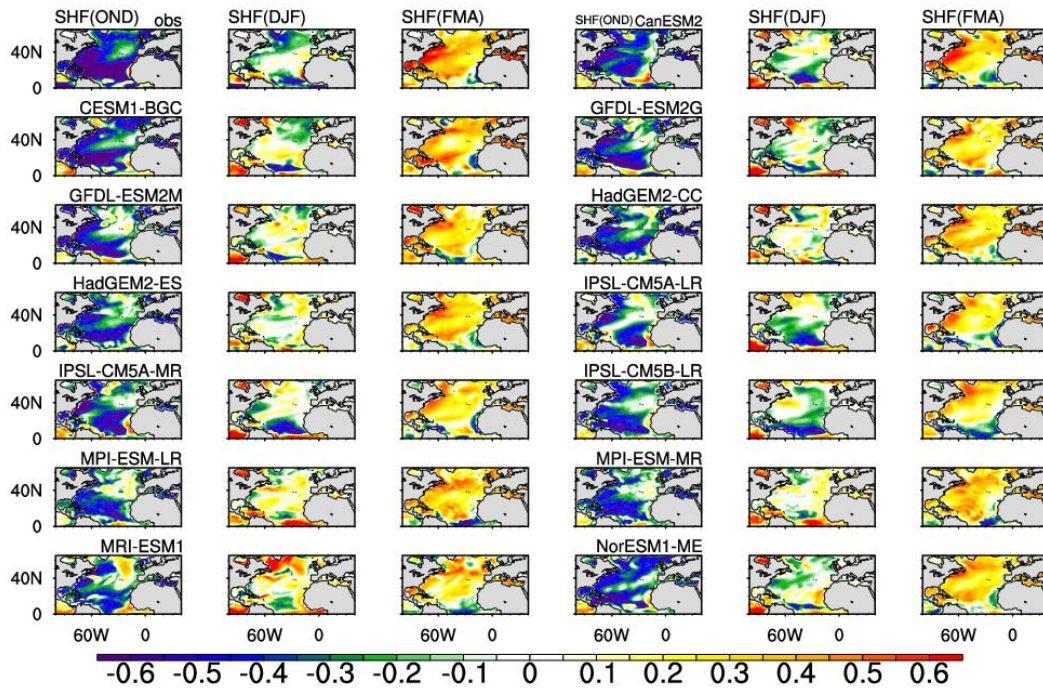 SHF(OND) obs SHF(DJF) SHF(FMA) SHF(OND) CanESM2 SHF(DJF) SHF(FMA)
40N
0
CESM1-BGC GFDL-ESM2G
40N
0
GFDL-ESM2M HadGEM2-CC
40N
0
HadGEM2-ES IPSL-CM5A-LR
40N
0
IPSL-CM5A-MR IPSL-CM5B-LR
40N
0
MPI-ESM-LR MPI-ESM-MR
40N
0
MRI-ESM1 NorESM1-ME
40N
0
60W 0 60W 0 60W 0 60W 0 60W 0 60W 0
-0.6 -0.5 -0.4 -0.3 -0.2 -0.1 0 0.1 0.2 0.3 0.4 0.5 0.6